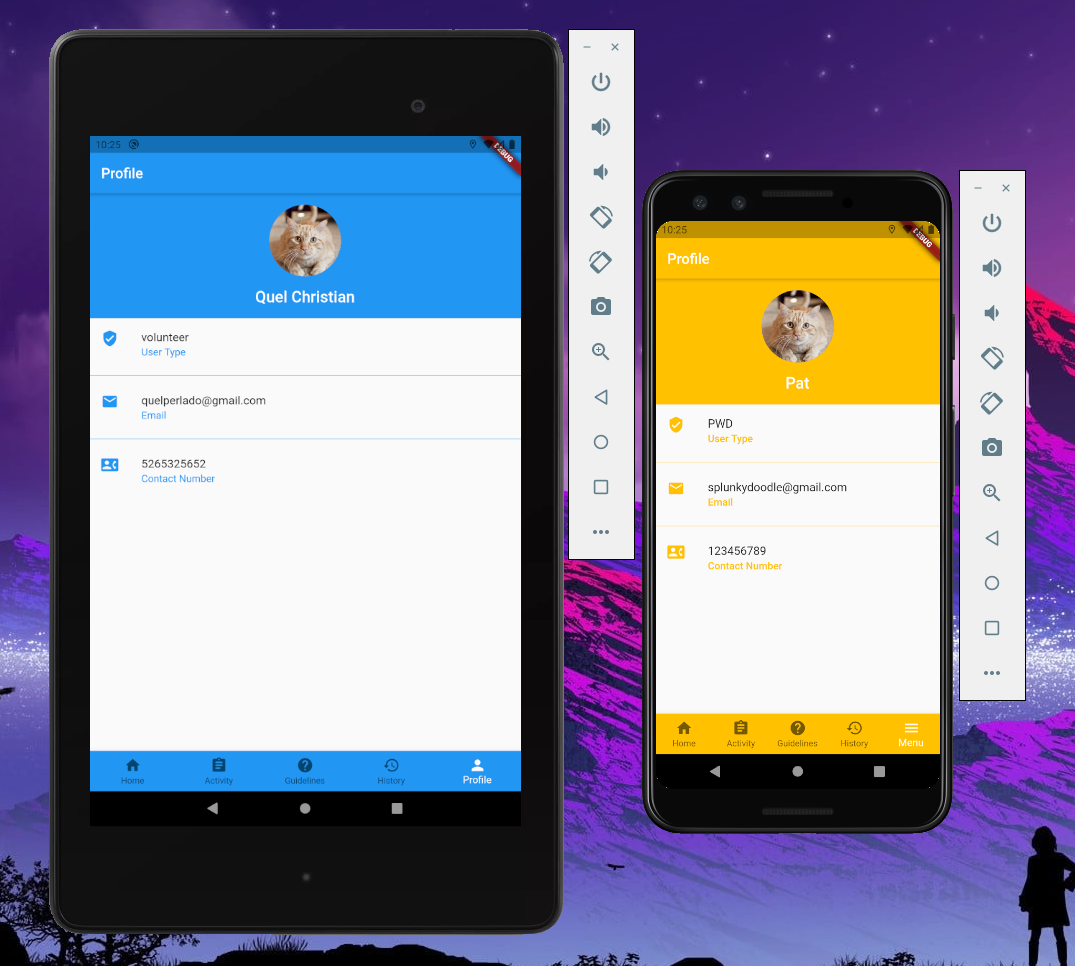 10:25
DEBUG
Profile
Quel Christian
volunteer
User Type
quelperlado@gmail.com
Email
5265325652
Contact Number
Home Activity Guidelines History Profile
10:25
DEBUG
Profile
Pat
PWD
User Type
splunkydoodle@gmail.com
Email
123456789
Contact Number
Home Activity Guidelines History Menu